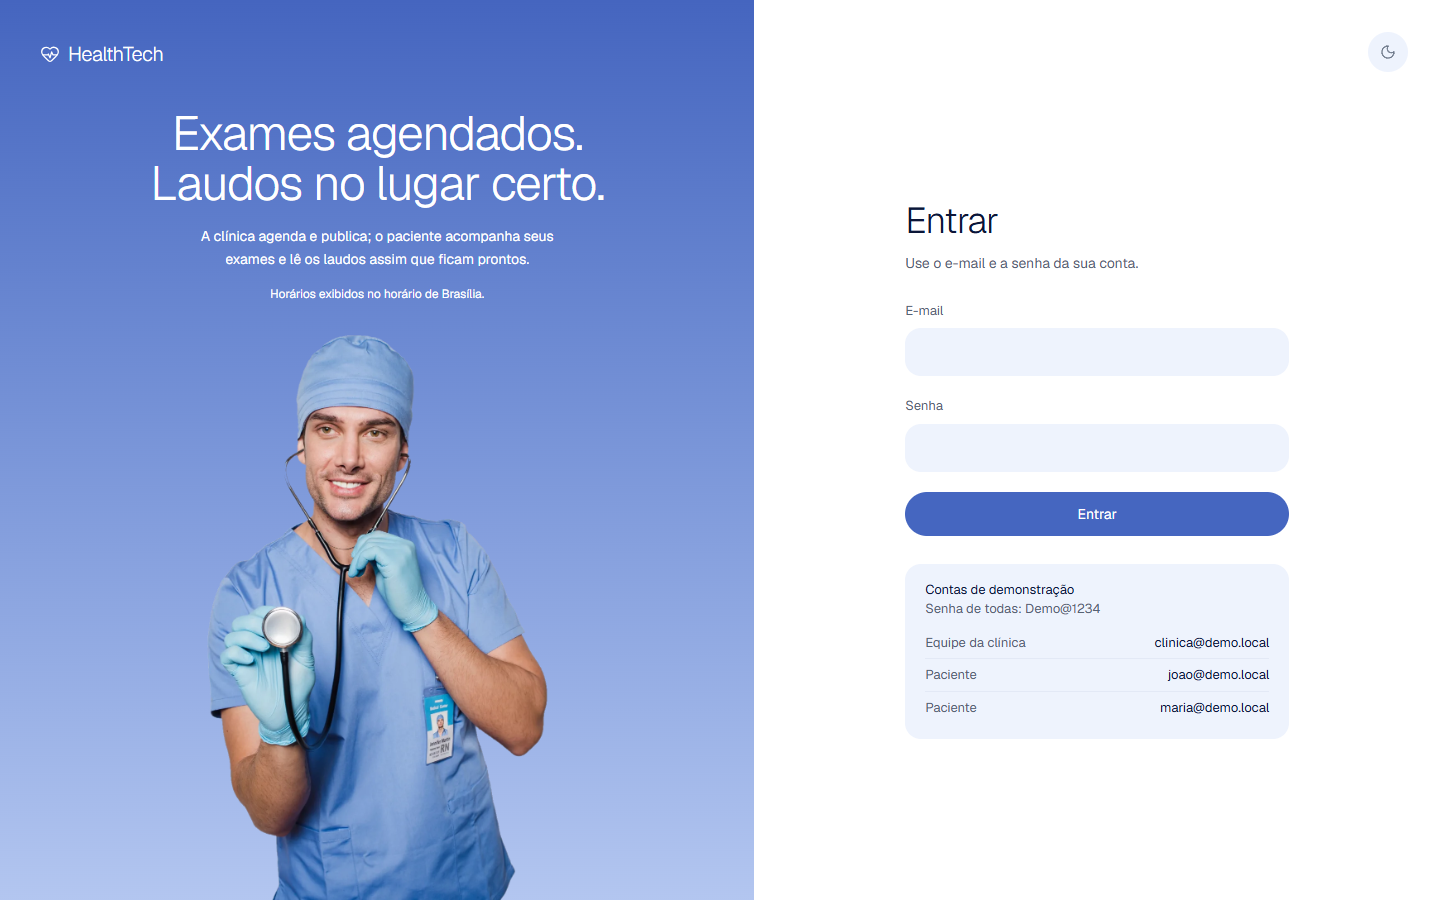 HealthTech
Exames agendados.
Laudos no lugar certo.
A clínica agenda e publica; o paciente acompanha seus
exames e lê os laudos assim que ficam prontos.
Horários exibidos no horário de Brasília.
RN
Entrar
Use o e-mail e a senha da sua conta.
E-mail
Senha
Entrar
Contas de demonstração
Senha de todas: Demo@1234
Equipe da clínica clinica@demo.local
Paciente joao@demo.local
Paciente maria@demo.local